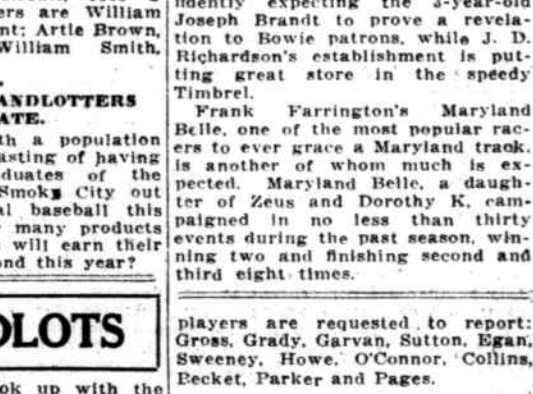 ers are William
nt; Artie Brown,
William Smith,
ANDLOTTERS
ATE.
th a population
asting of having
duates of the
Smoky City out
al baseball this
many products
will earn their
ond this year?
OLOTS
ok up with the
dently expecting the 3-year-old
Joseph Brandt to prove a revela-
tion to Bowie patrons, while J. D.
Richardson's establishment is put-
ting great store in the speedy
Timbrel.
Frank Farrington's Maryland
Belle, one of the most popular rac-
ers to ever grace a Maryland track,
is another of whom much is ex-
pected. Maryland Belle, a daugh-
ter of Zeus and Dorothy K, cam-
paigned in no less than thirty
events during the past season, win-
ning two and finishing second and
third eight times.
players are requested to report:
Gross, Grady, Garvan, Sutton, Egan,
Sweeney, Howe, O'Connor, Collins,
Becket, Parker and Pages.